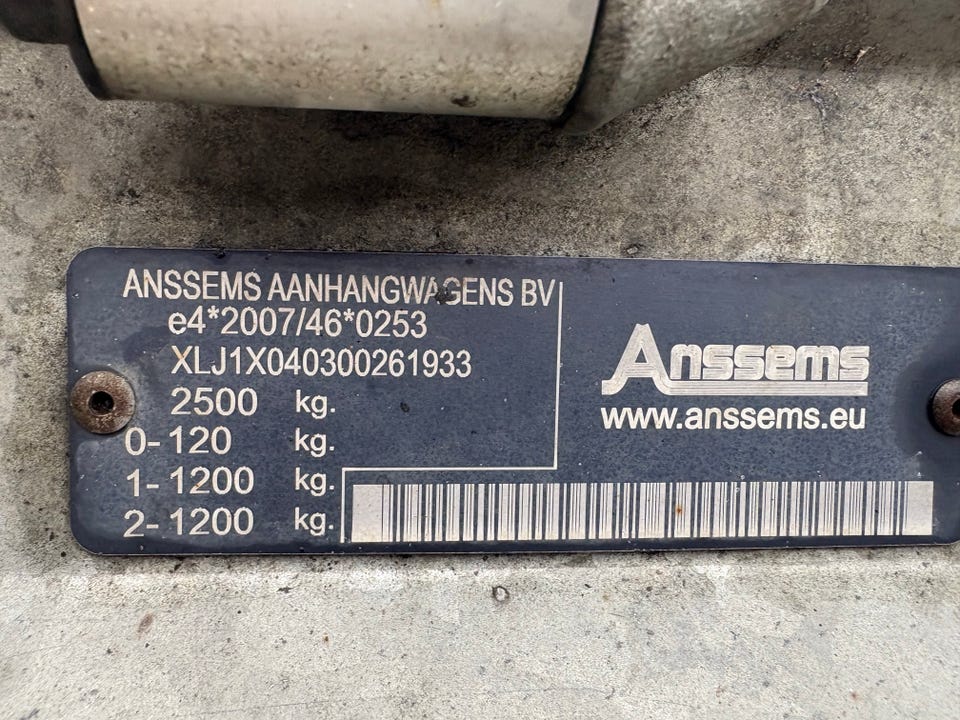 ANSSEMS AANHANGWAGENS BV
e4*2007/46*0253
XLJ1X040300261933
2500 kg.
0-120 kg.
1-1200 kg.
2-1200 kg.
Anssems
www.anssems.eu